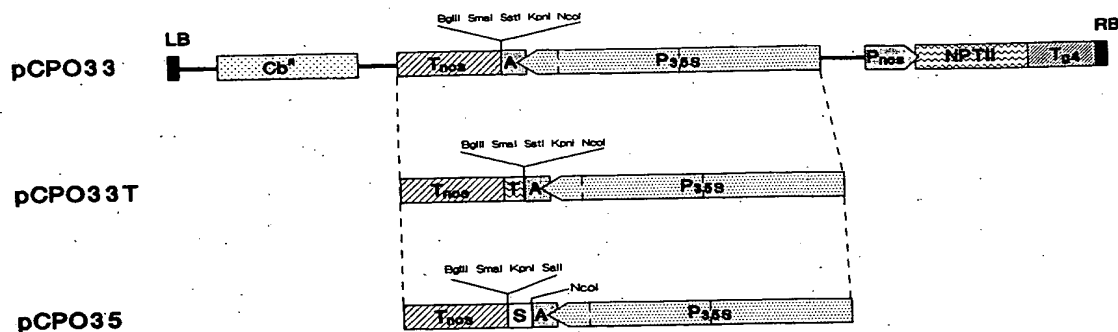 BglII SmaI SstI KpnI NcoI
LB
RB
pCPO33
Cb^R
Tnos
A
P35S
Pnos
NPTII
Tg4
BglII SmaI SstI KpnI NcoI
pCPO33T
Tnos
T
A
P35S
BglII SmaI KpnI SalI
NcoI
pCPO35
Tnos
S
A
P35S